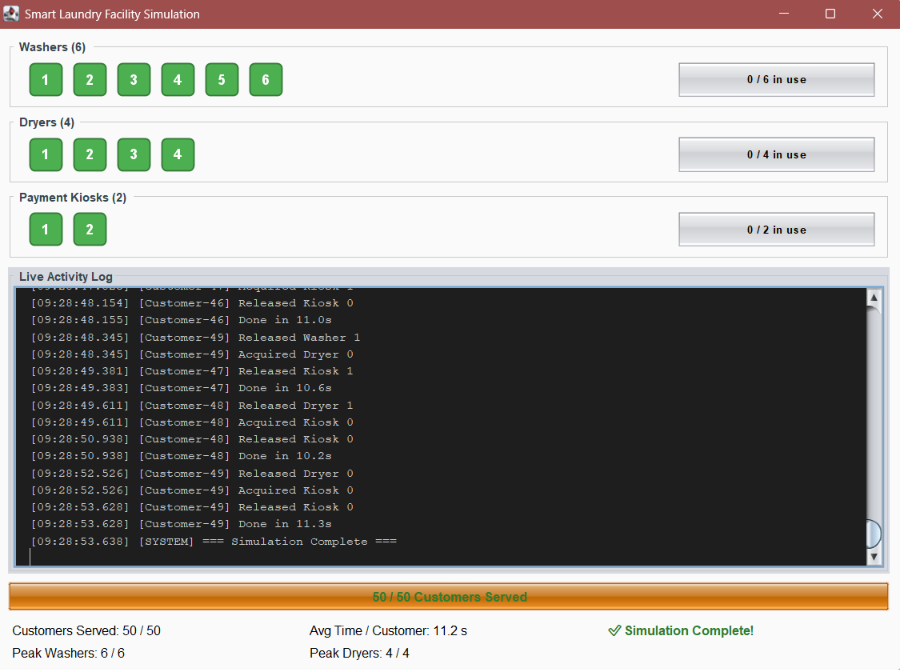 Smart Laundry Facility Simulation
Washers (6)
1 2 3 4 5 6
0 / 6 in use
Dryers (4)
1 2 3 4
0 / 4 in use
Payment Kiosks (2)
1 2
0 / 2 in use
Live Activity Log
[09:28:48.154] [Customer-46] Released Kiosk 0
[09:28:48.155] [Customer-46] Done in 11.0s
[09:28:48.345] [Customer-49] Released Washer 1
[09:28:48.345] [Customer-49] Acquired Dryer 0
[09:28:49.381] [Customer-47] Released Kiosk 1
[09:28:49.383] [Customer-47] Done in 10.6s
[09:28:49.611] [Customer-48] Released Dryer 1
[09:28:49.611] [Customer-48] Acquired Kiosk 0
[09:28:50.938] [Customer-48] Released Kiosk 0
[09:28:50.938] [Customer-48] Done in 10.2s
[09:28:52.526] [Customer-49] Released Dryer 0
[09:28:52.526] [Customer-49] Acquired Kiosk 0
[09:28:53.628] [Customer-49] Released Kiosk 0
[09:28:53.628] [Customer-49] Done in 11.3s
[09:28:53.638] [SYSTEM] === Simulation Complete ===
50 / 50 Customers Served
Customers Served: 50 / 50
Avg Time / Customer: 11.2 s
✓ Simulation Complete!
Peak Washers: 6 / 6
Peak Dryers: 4 / 4